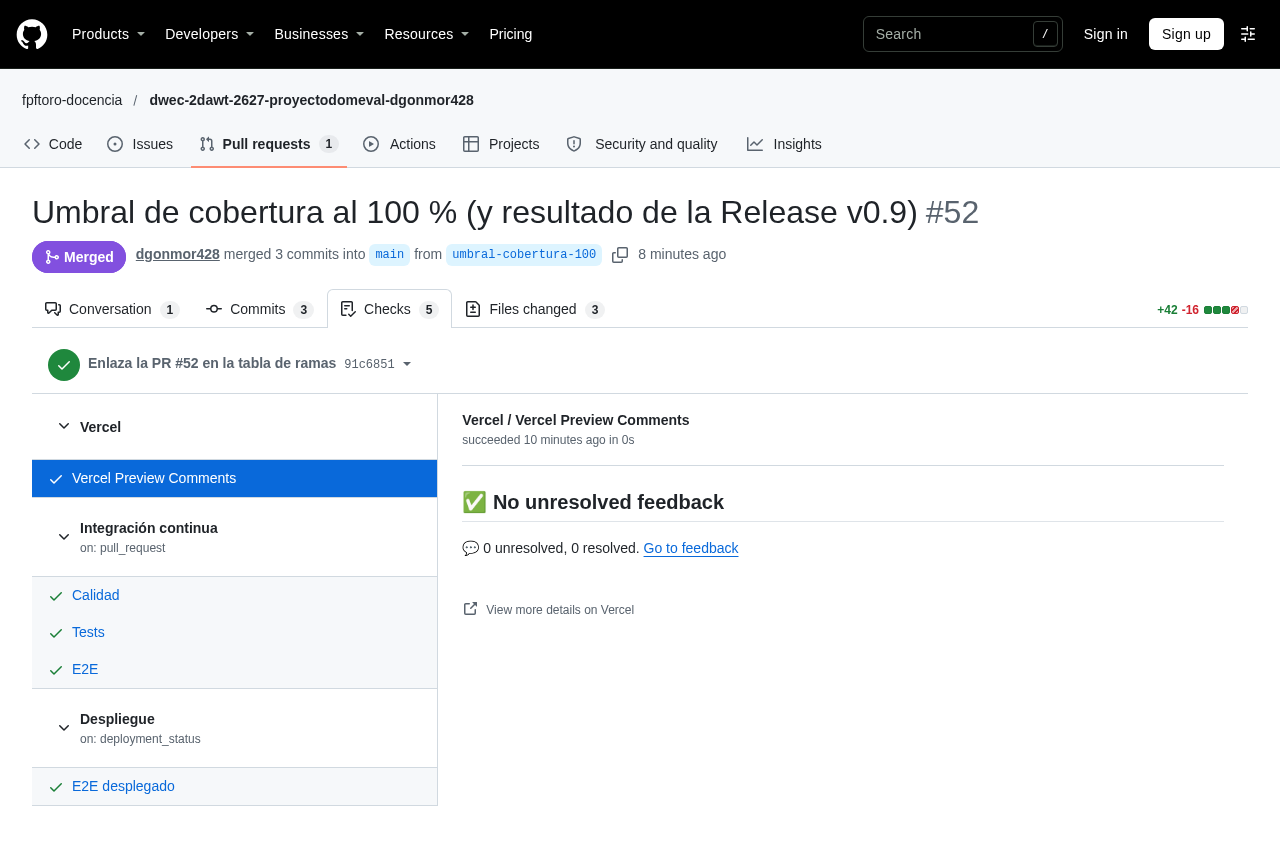 Products Developers Businesses Resources Pricing Search / Sign in Sign up
fpftoro-docencia / dwec-2dawt-2627-proyectodomeval-dgonmor428
Code Issues Pull requests 1 Actions Projects Security and quality Insights
Umbral de cobertura al 100 % (y resultado de la Release v0.9) #52
Merged dgonmor428 merged 3 commits into main from umbral-cobertura-100 8 minutes ago
Conversation 1 Commits 3 Checks 5 Files changed 3 +42 -16
Enlaza la PR #52 en la tabla de ramas 91c6851
Vercel
Vercel Preview Comments
Integración continua
on: pull_request
Calidad
Tests
E2E
Despliegue
on: deployment_status
E2E desplegado
Vercel / Vercel Preview Comments
succeeded 10 minutes ago in 0s
✅ No unresolved feedback
💬 0 unresolved, 0 resolved. Go to feedback
View more details on Vercel